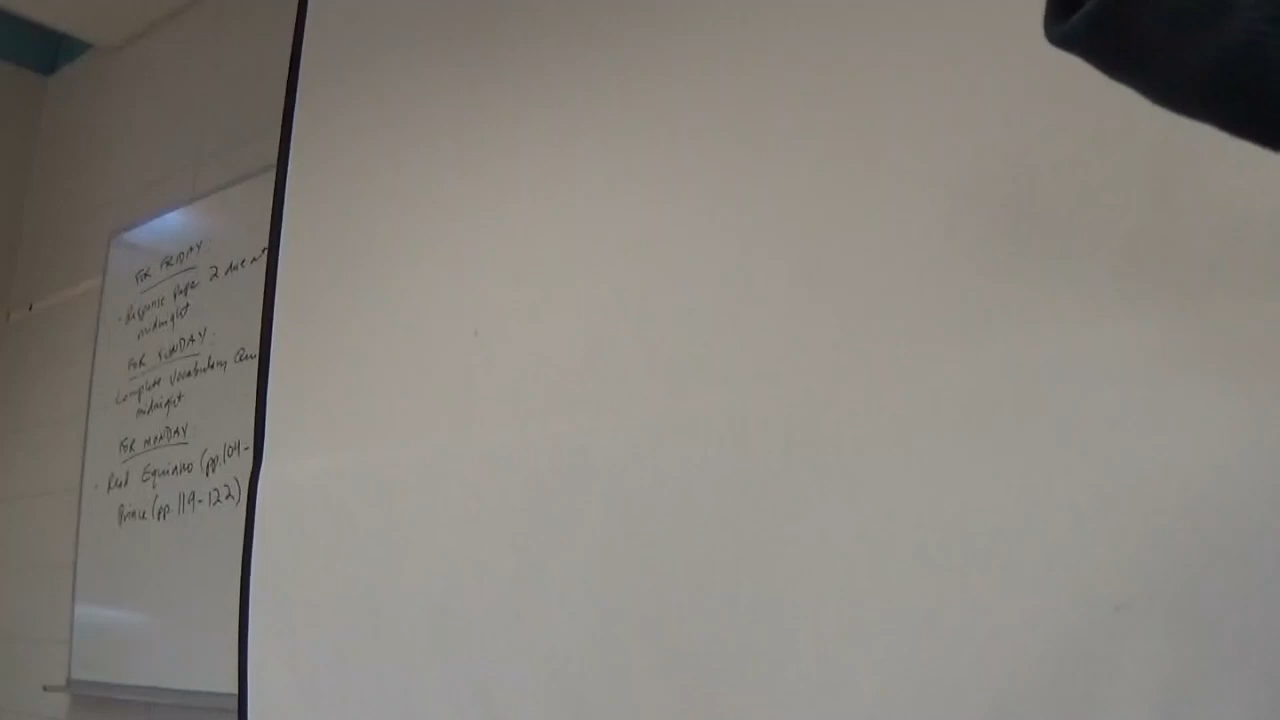 FOR FRIDAY:
· Response Paper 2 due at
midnight
FOR SUNDAY:
Complete Vocabulary
midnight
FOR MONDAY
· Read Equiano (pp. 104-
Prince (pp. 119-122)